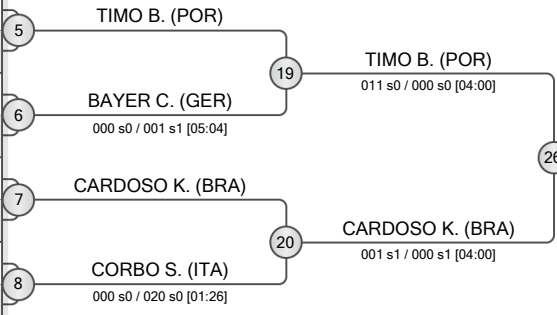 TIMO B. (POR)
5
19
TIMO B. (POR)
011 s0 / 000 s0 [04:00]
BAYER C. (GER)
6
000 s0 / 001 s1 [05:04]
26
CARDOSO K. (BRA)
7
20
CARDOSO K. (BRA)
001 s1 / 000 s1 [04:00]
CORBO S. (ITA)
8
000 s0 / 020 s0 [01:26]